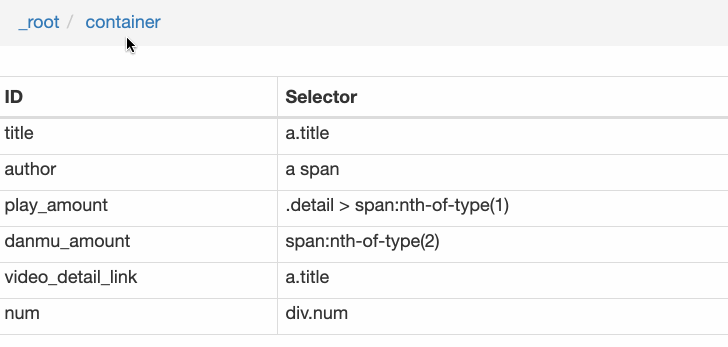 _root / container
ID Selector
title a.title
author a span
play_amount .detail > span:nth-of-type(1)
danmu_amount span:nth-of-type(2)
video_detail_link a.title
num div.num